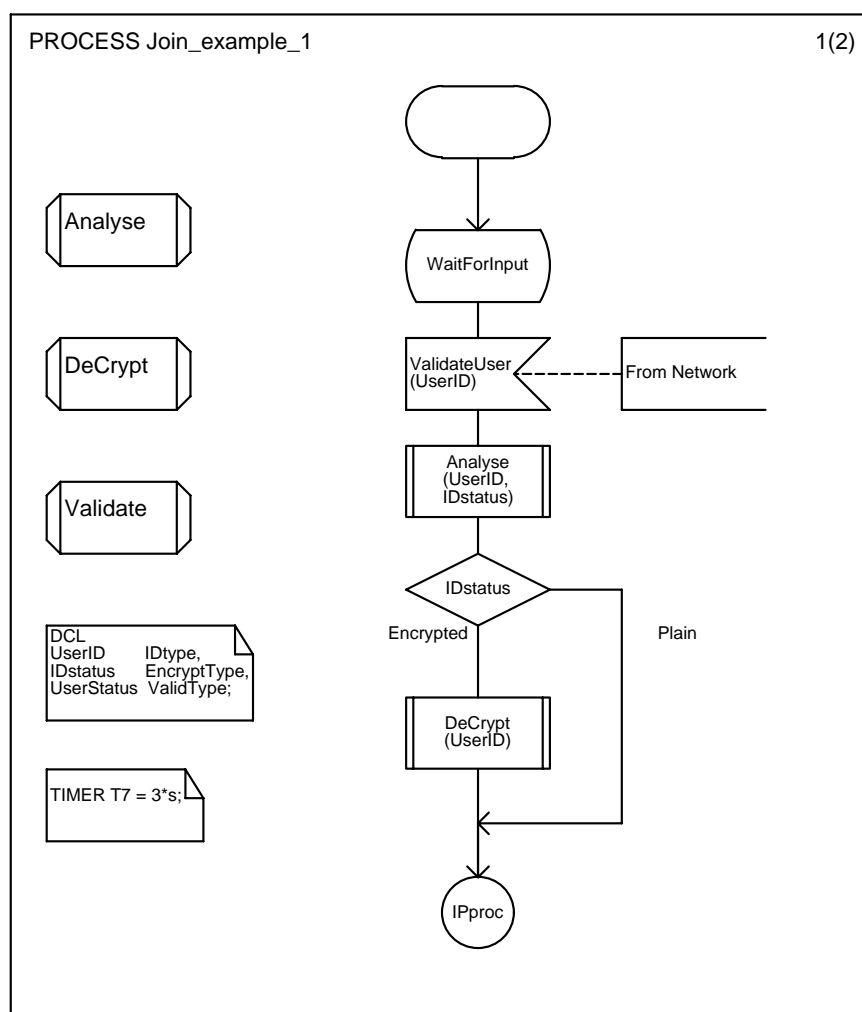 PROCESS Join_example_1
1(2)
Analyse
DeCrypt
Validate
DCL
UserID IDtype,
IDstatus EncryptType,
UserStatus ValidType;
TIMER T7 = 3*s;
WaitForInput
ValidateUser
(UserID)
From Network
Analyse
(UserID,
IDstatus)
IDstatus
Encrypted
Plain
DeCrypt
(UserID)
IPproc